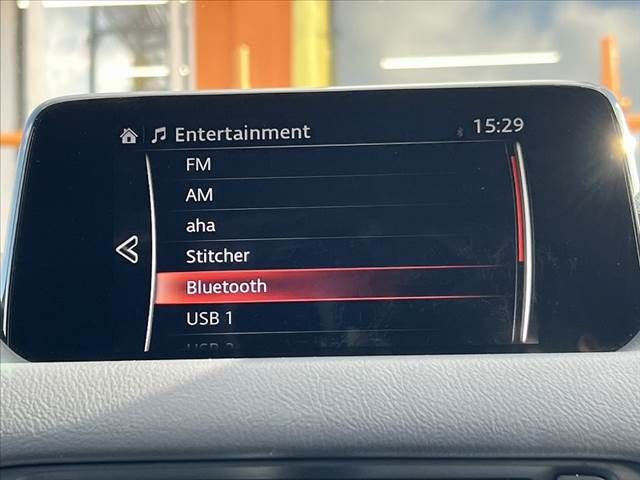 Entertainment
15:29
FM
AM
aha
Stitcher
Bluetooth
USB 1